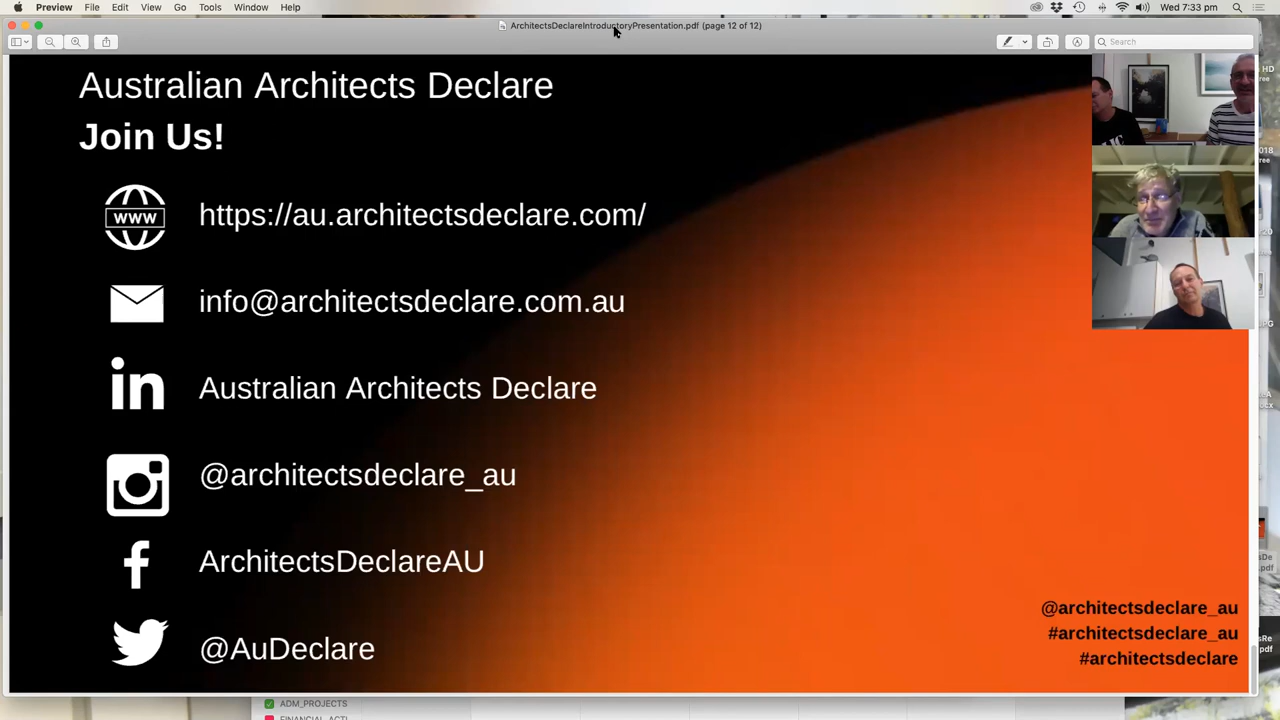 Preview File Edit View Go Tools Window Help
Wed 7:33 pm
ArchitectsDeclareIntroductoryPresentation.pdf (page 12 of 12)
Search
Australian Architects Declare
Join Us!
www
https://au.architectsdeclare.com/
info@architectsdeclare.com.au
in
Australian Architects Declare
@architectsdeclare_au
f
ArchitectsDeclareAU
@AuDeclare
@architectsdeclare_au
#architectsdeclare_au
#architectsdeclare
HD
ADM_PROJECTS